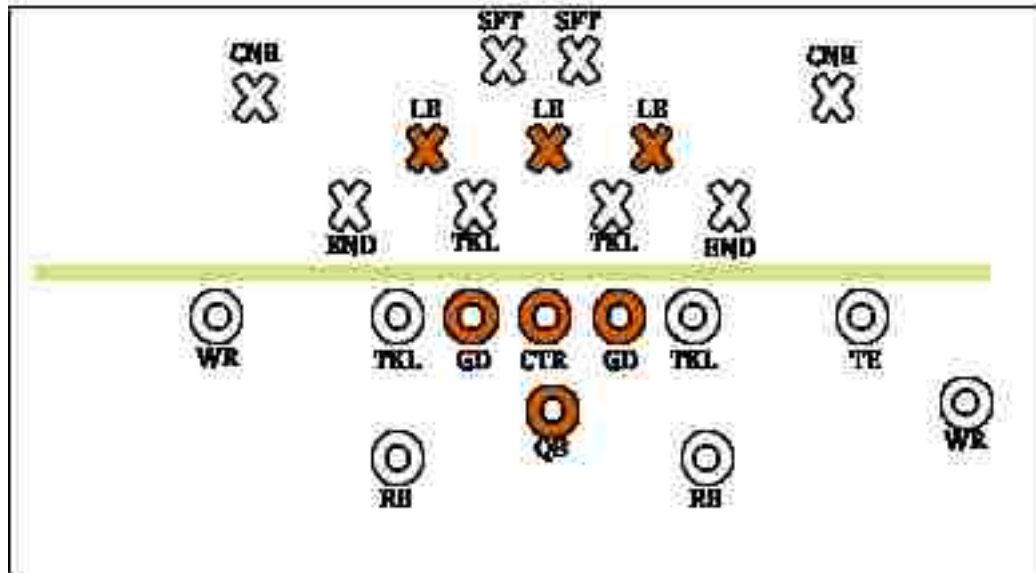 SFT SFT
CNR CNR
LB LB LB
END TKL TKL END
WR TKL GD CTR GD TKL TE
QB WR
RB RB